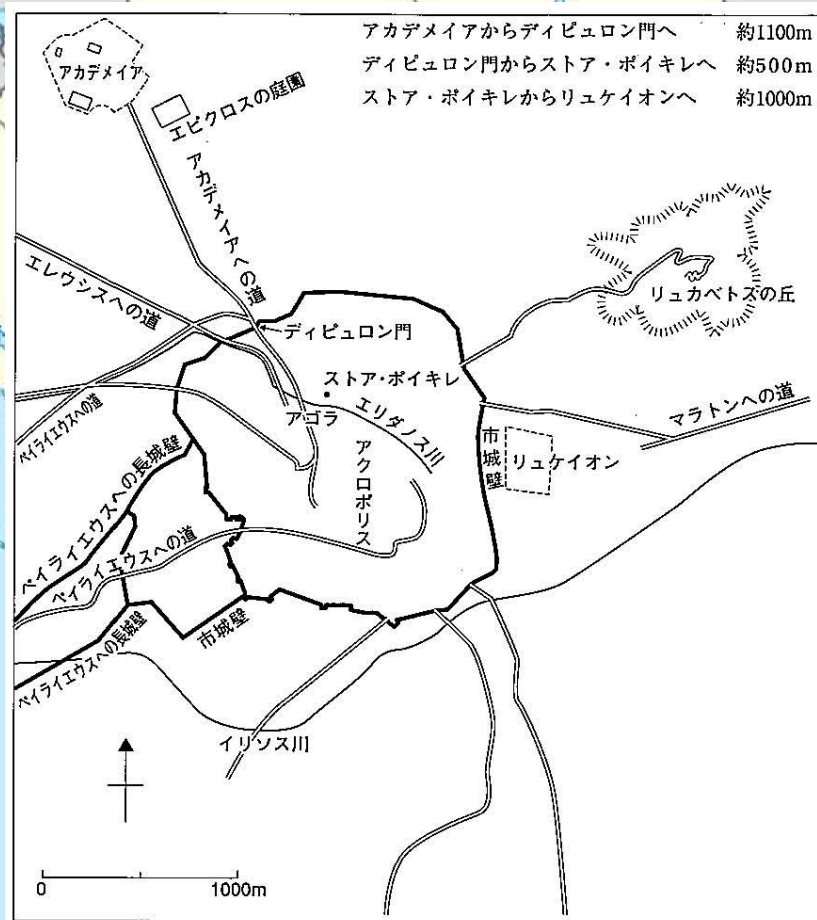 アカデメイアからディピュロン門へ 約1100m
ディピュロン門からストア・ポイキレへ 約500m
ストア・ポイキレからリュケイオンへ 約1000m
アカデメイア
エピクロスの庭園
アカデメイアへの道
エレウシスへの道
リュカベトスの丘
ディピュロン門
ストア・ポイキレ
アゴラ
エリダノス川
マラトンへの道
ペイライエウスへの道
市城壁
リュケイオン
アクロポリス
ペイライエウスへの長城壁
ペイライエウスへの道
市城壁
ペイライエウスへの長城壁
イリソス川
0 1000m